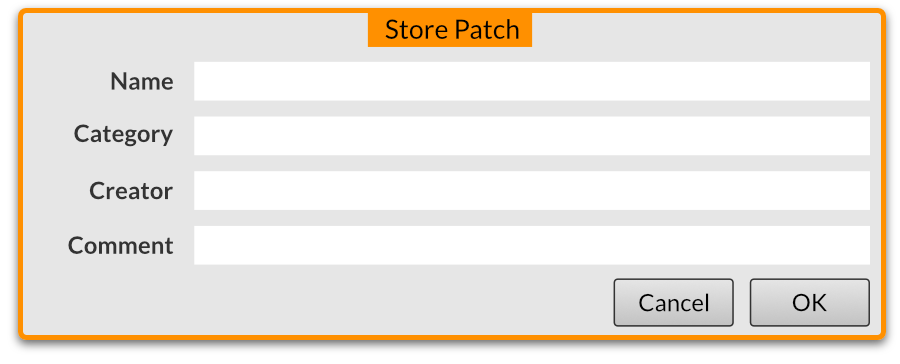 Store Patch
Name
Category
Creator
Comment
Cancel OK